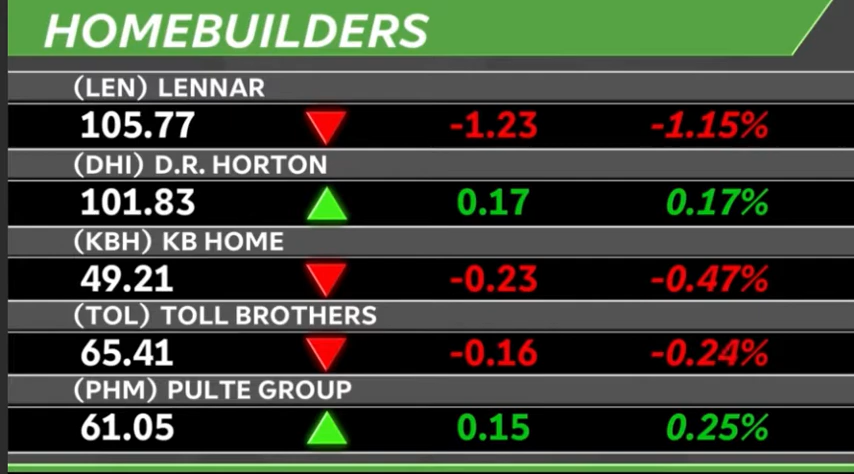 HOMEBUILDERS
(LEN) LENNAR
105.77 -1.23 -1.15%
(DHI) D.R. HORTON
101.83 0.17 0.17%
(KBH) KB HOME
49.21 -0.23 -0.47%
(TOL) TOLL BROTHERS
65.41 -0.16 -0.24%
(PHM) PULTE GROUP
61.05 0.15 0.25%